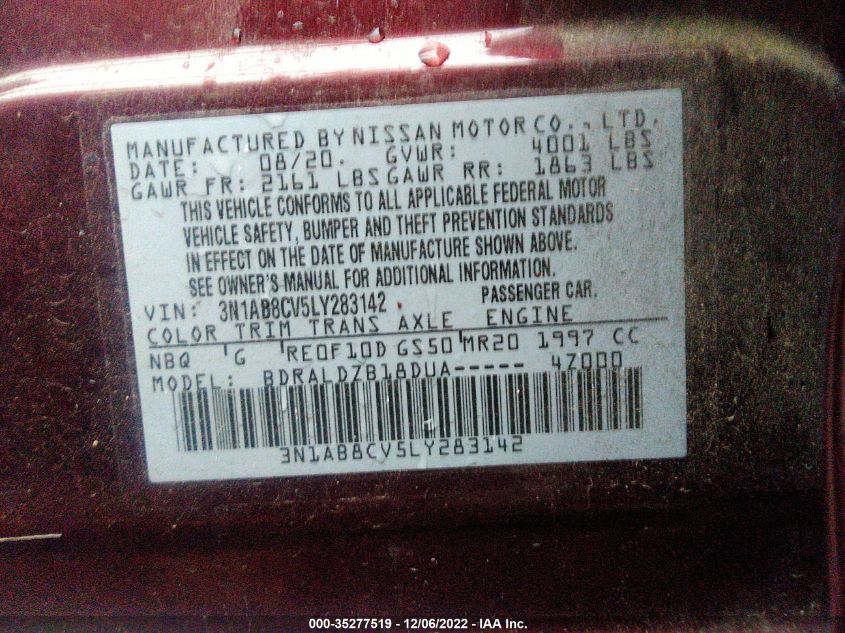 MANUFACTURED BY NISSAN MOTOR CO., LTD.
DATE: 08/20. GVWR: 4001 LBS
GAWR FR: 2161 LBS GAWR RR: 1863 LBS
THIS VEHICLE CONFORMS TO ALL APPLICABLE FEDERAL MOTOR
VEHICLE SAFETY, BUMPER AND THEFT PREVENTION STANDARDS
IN EFFECT ON THE DATE OF MANUFACTURE SHOWN ABOVE.
SEE OWNER'S MANUAL FOR ADDITIONAL INFORMATION.
VIN: 3N1AB8CV5LY283142 PASSENGER CAR.
COLOR TRIM TRANS AXLE ENGINE
NBQ G RE0F10D GS50 MR20 1997 CC
MODEL: BDRALDZB18DUA----- 4Z000
3N1AB8CV5LY283142
000-35277519 - 12/06/2022 - IAA Inc.